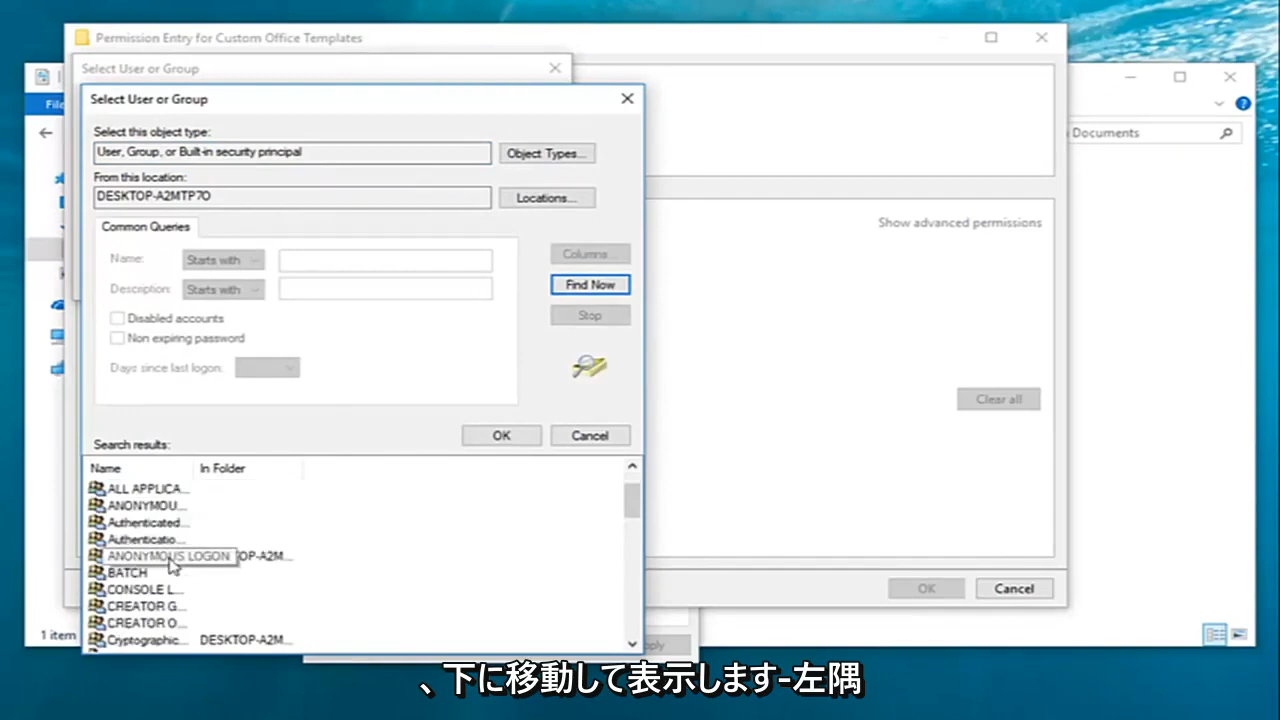 Permission Entry for Custom Office Templates
Select User or Group
Select User or Group
File
Select this object type:
User, Group, or Built-in security principal
Object Types...
From this location:
DESKTOP-A2MTP7O
Locations...
Common Queries
Name:
Starts with
Description:
Starts with
Columns...
Find Now
Stop
Disabled accounts
Non expiring password
Days since last logon:
OK
Cancel
Search results:
Name
In Folder
ALL APPLICA...
ANONYMOU...
Authenticated...
Authenticatio...
ANONYMOUS LOGON
TOP-A2M...
BATCH
CONSOLE L...
CREATOR G...
CREATOR O...
Cryptographic...
DESKTOP-A2M...
Documents
Show advanced permissions
Clear all
OK
Cancel
1 item
pply
、下に移動して表示します-左隅